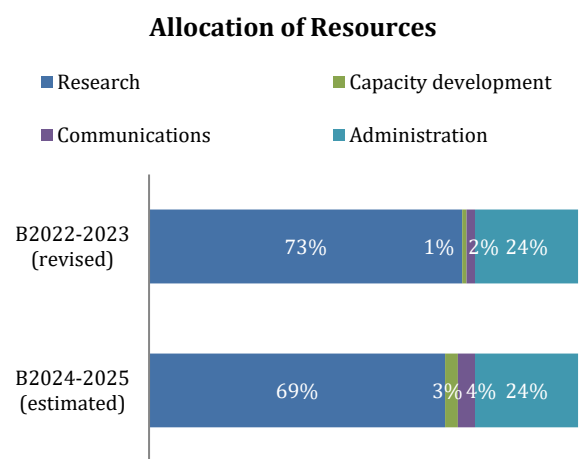 Allocation of Resources
Research
Capacity development
Communications
Administration
B2022-2023
(revised)
73%
1%
2%
24%
B2024-2025
(estimated)
69%
3%
4%
24%